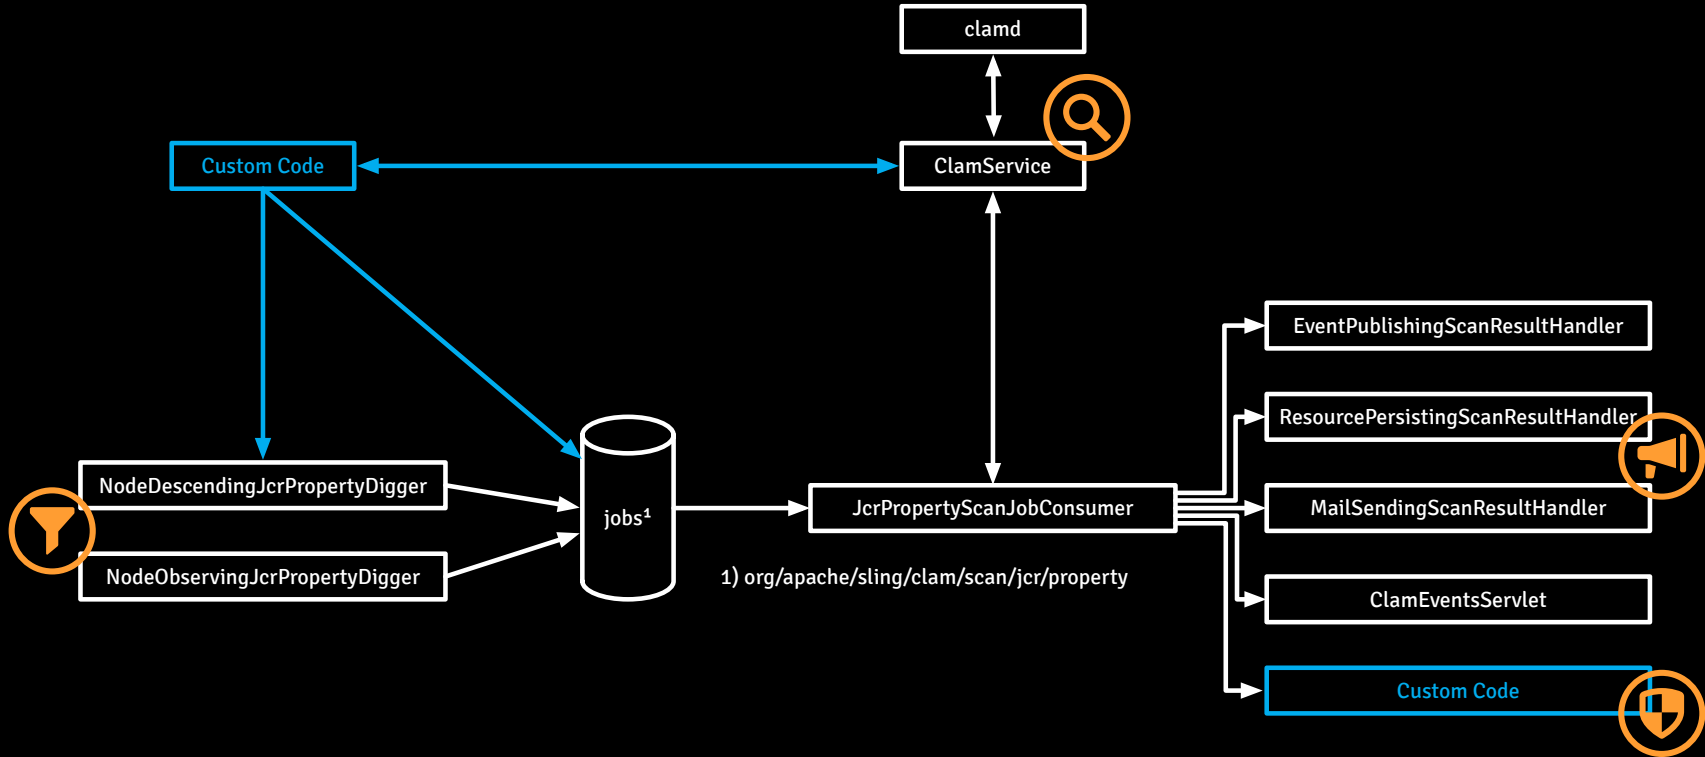 clamd
Custom Code
ClamService
EventPublishingScanResultHandler
ResourcePersistingScanResultHandler
NodeDescendingJcrPropertyDigger
jobs¹
JcrPropertyScanJobConsumer
MailSendingScanResultHandler
NodeObservingJcrPropertyDigger
1) org/apache/sling/clam/scan/jcr/property
ClamEventsServlet
Custom Code